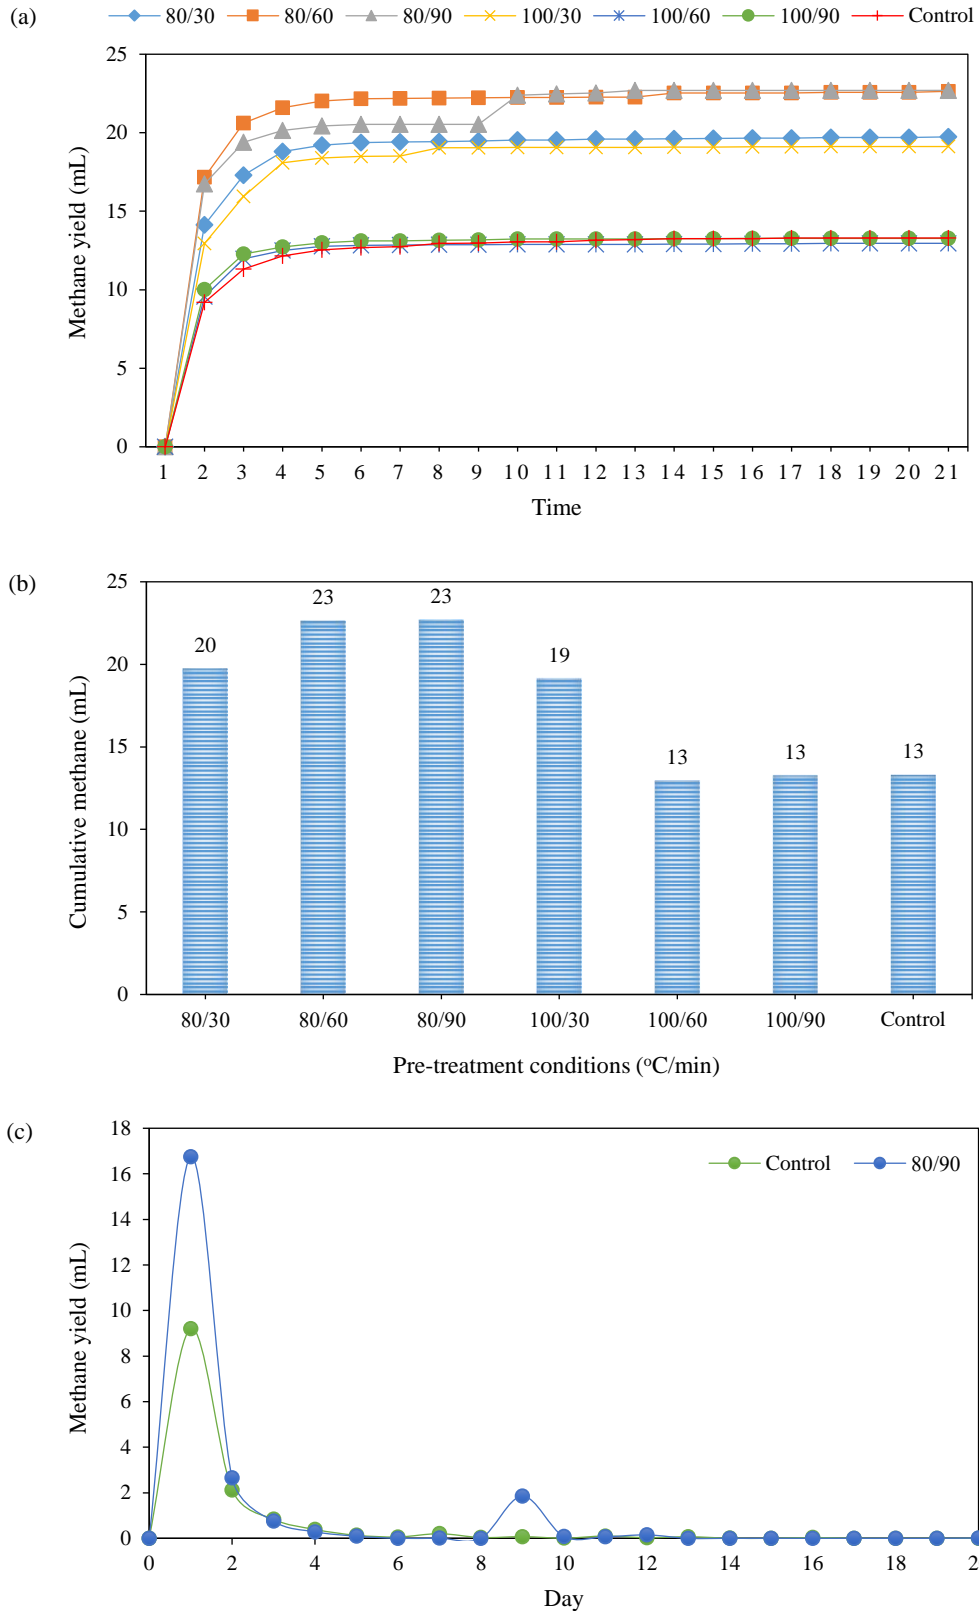 (a)
80/30 80/60 80/90 100/30 100/60 100/90 Control
25
20
15
10
5
0
Methane yield (mL)
1 2 3 4 5 6 7 8 9 10 11 12 13 14 15 16 17 18 19 20 21
Time
(b)
25
20
15
10
5
0
Cumulative methane (mL)
20 23 23 19 13 13 13
80/30 80/60 80/90 100/30 100/60 100/90 Control
Pre-treatment conditions (°C/min)
(c)
18
16
14
12
10
8
6
4
2
0
Methane yield (mL)
Control 80/90
0 2 4 6 8 10 12 14 16 18 2
Day